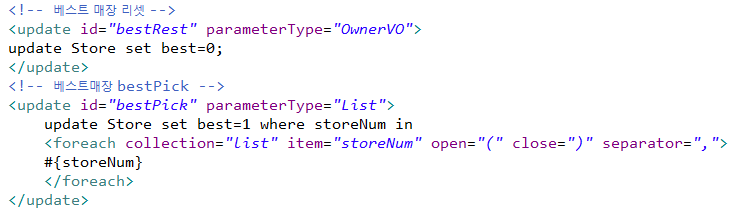 <!-- 베스트 매장 리셋 -->
<update id="bestRest" parameterType="OwnerVO">
update Store set best=0;
</update>
<!-- 베스트매장 bestPick -->
<update id="bestPick" parameterType="List">
    update Store set best=1 where storeNum in
    <foreach collection="list" item="storeNum" open="(" close=")" separator=",">
    #{storeNum}
    </foreach>
</update>